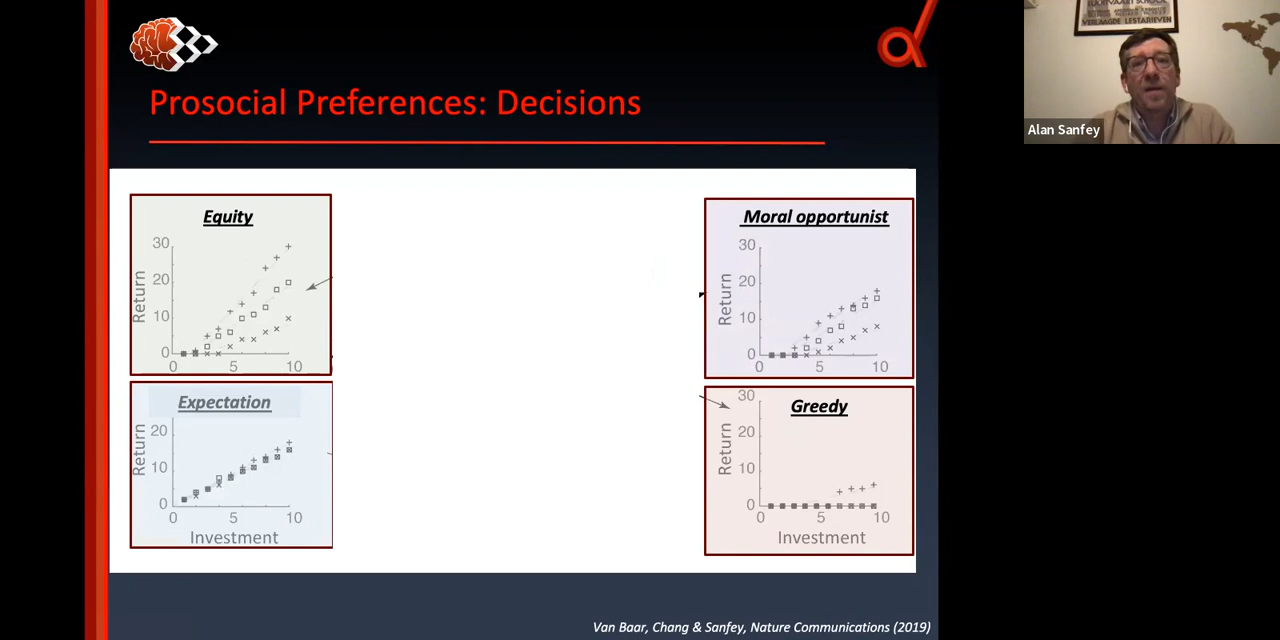 VERLAAGDE LESTARIEVEN
Alan Sanfey
Prosocial Preferences: Decisions
Equity
Return
30
20
10
0
0 5 10
Moral opportunist
Return
30
20
10
0
0 5 10
Expectation
Return
20
10
0
0 5 10
Investment
Greedy
Return
30
20
10
0
0 5 10
Investment
Van Baar, Chang & Sanfey, Nature Communications (2019)